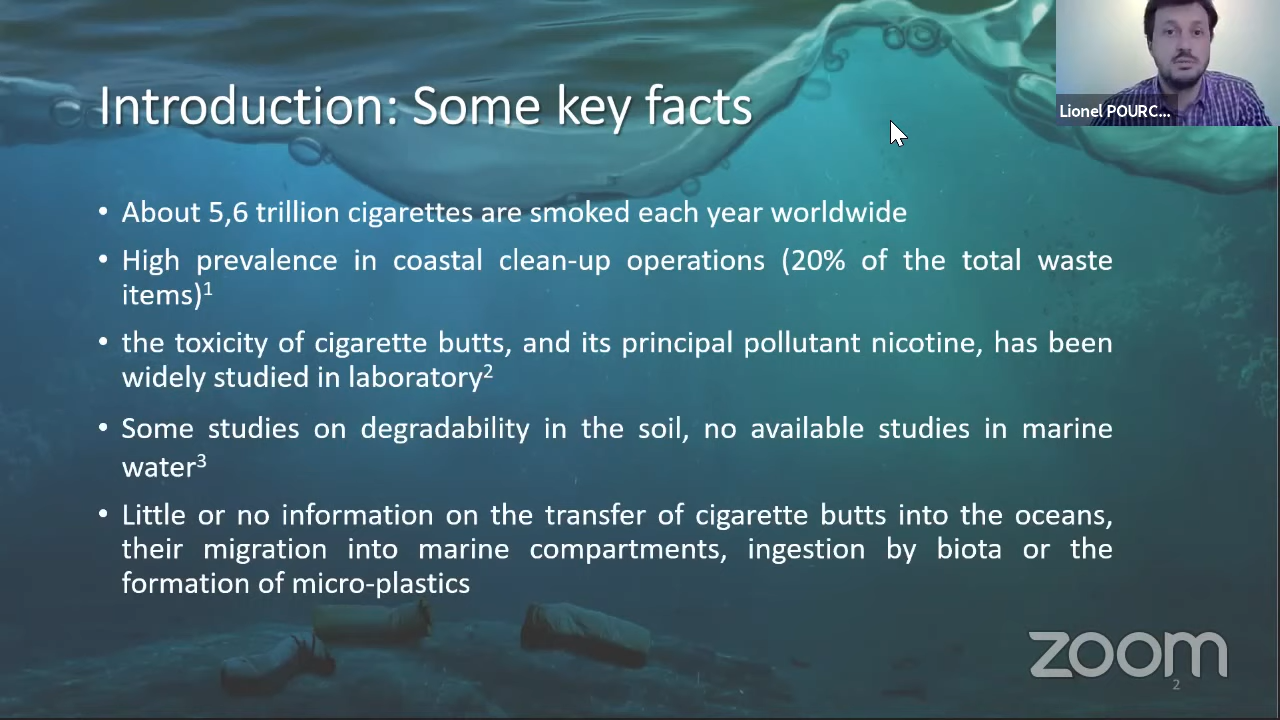 Introduction: Some key facts
Lionel POURC...
• About 5,6 trillion cigarettes are smoked each year worldwide
• High prevalence in coastal clean-up operations (20% of the total waste
items)¹
• the toxicity of cigarette butts, and its principal pollutant nicotine, has been
widely studied in laboratory²
• Some studies on degradability in the soil, no available studies in marine
water³
• Little or no information on the transfer of cigarette butts into the oceans,
their migration into marine compartments, ingestion by biota or the
formation of micro-plastics
zoom
2